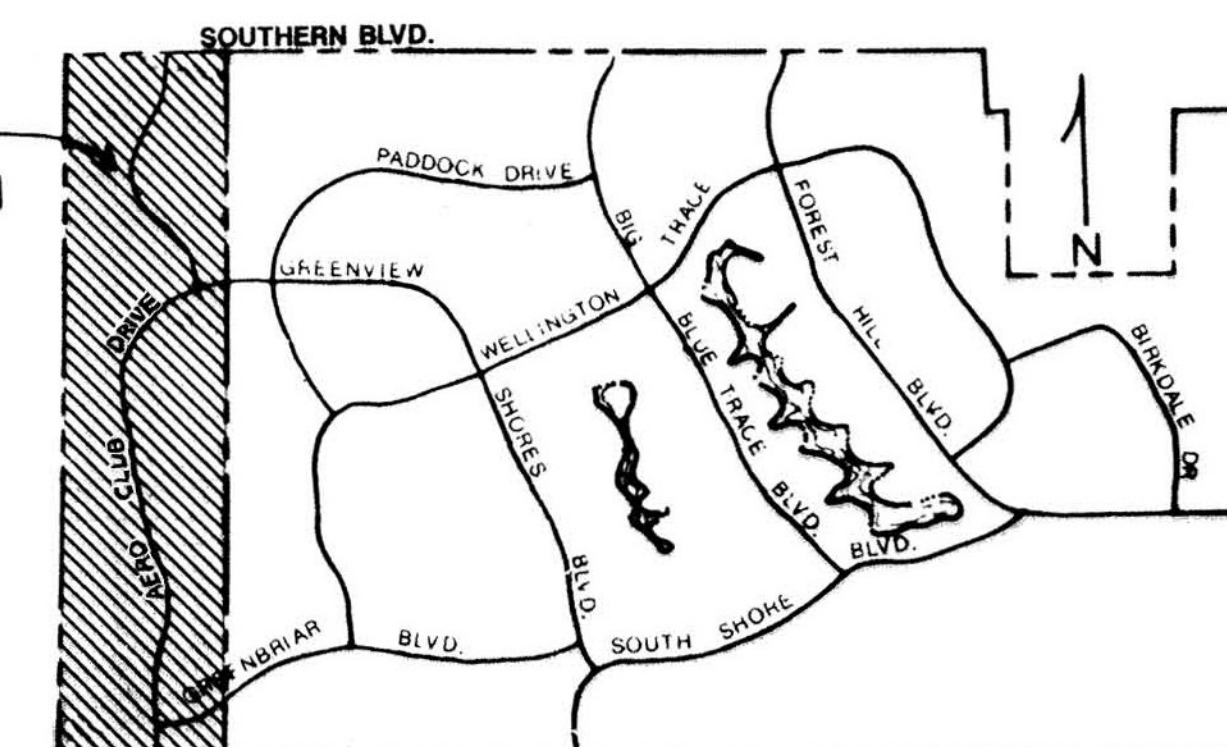 SOUTHERN BLVD.
PADDOCK DRIVE
BIG
BLUE TRACE
BLVD.
WELLINGTON
TRACE
FOREST
HILL
BLVD.
N
GREENVIEW
SHORES
BLVD.
BIRKDALE
DR
AERO
CLUB
DRIVE
GREENBRIAR
BLVD.
SOUTH SHORE
BLVD.